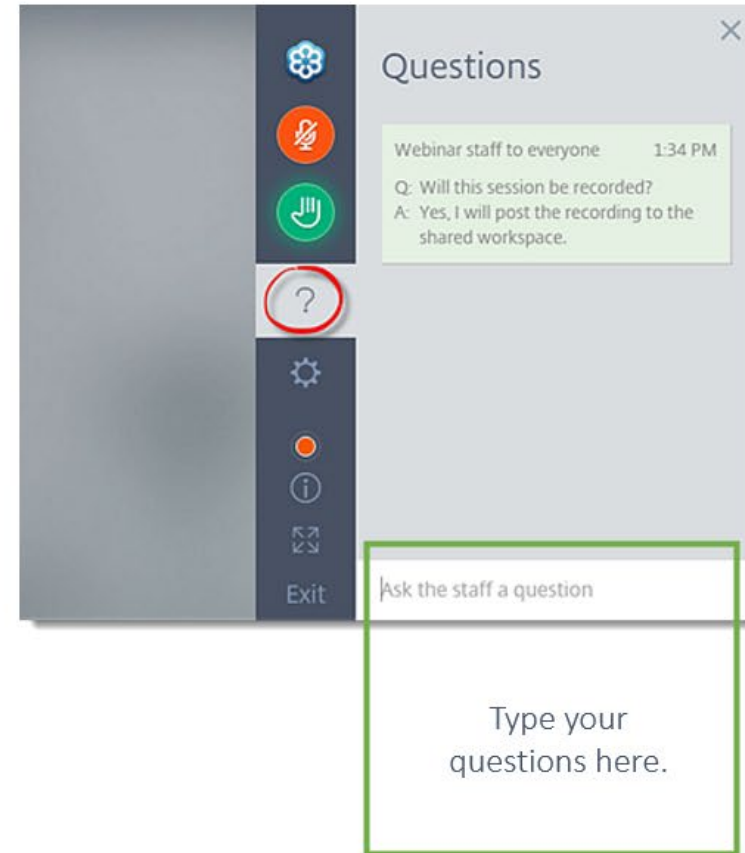 Questions
Webinar staff to everyone 1:34 PM
Q: Will this session be recorded?
A: Yes, I will post the recording to the
shared workspace.
?
Exit
Ask the staff a question
Type your
questions here.